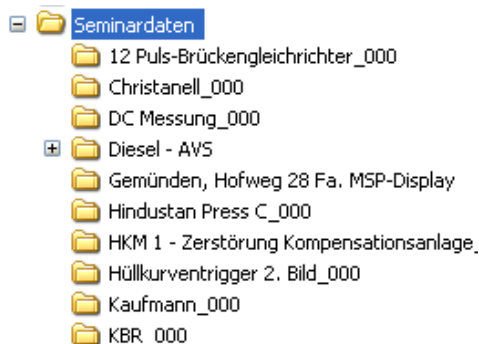 Seminardaten
12 Puls-Brückengleichrichter_000
Christanell_000
DC Messung_000
Diesel - AVS
Gemünden, Hofweg 28 Fa. MSP-Display
Hindustan Press C_000
HKM 1 - Zerstörung Kompensationsanlage_
Hüllkurventrigger 2. Bild_000
Kaufmann_000
KBR_000